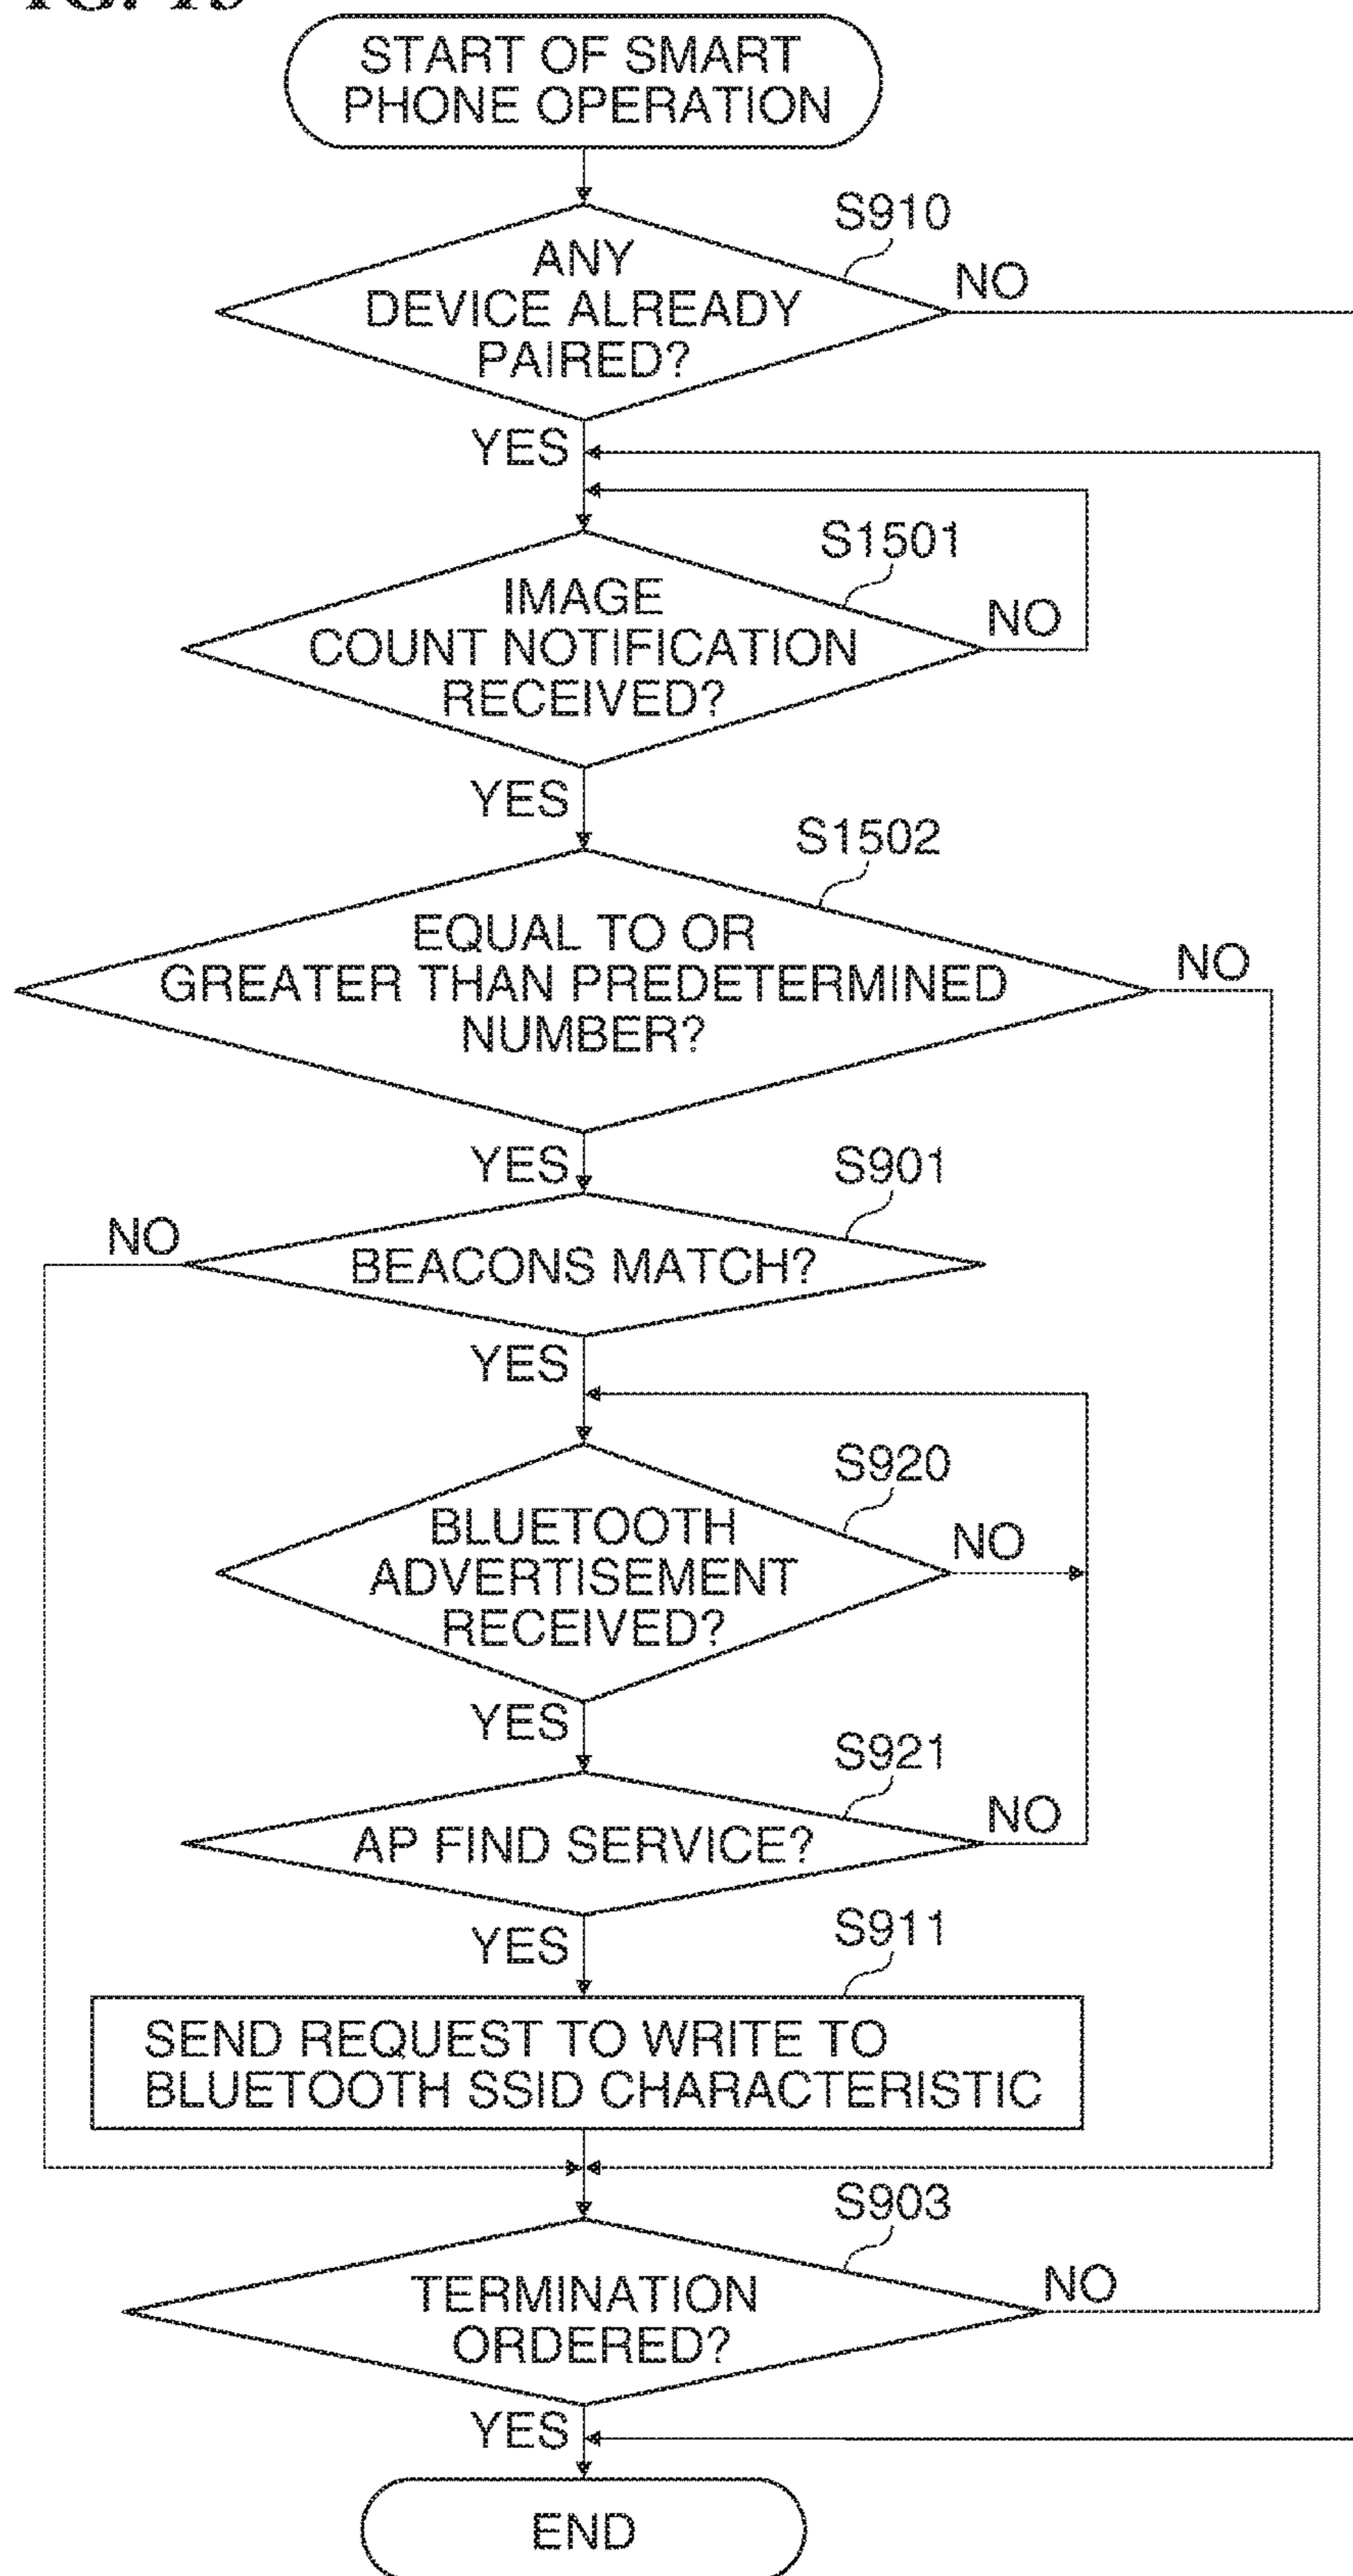 START OF SMART
PHONE OPERATION
S910
ANY
DEVICE ALREADY
PAIRED?
NO
YES
S1501
IMAGE
COUNT NOTIFICATION
RECEIVED?
NO
YES
S1502
EQUAL TO OR
GREATER THAN PREDETERMINED
NUMBER?
NO
YES
S901
NO
BEACONS MATCH?
YES
S920
BLUETOOTH
ADVERTISEMENT
RECEIVED?
NO
YES
S921
AP FIND SERVICE?
NO
YES
S911
SEND REQUEST TO WRITE TO
BLUETOOTH SSID CHARACTERISTIC
S903
TERMINATION
ORDERED?
NO
YES
END